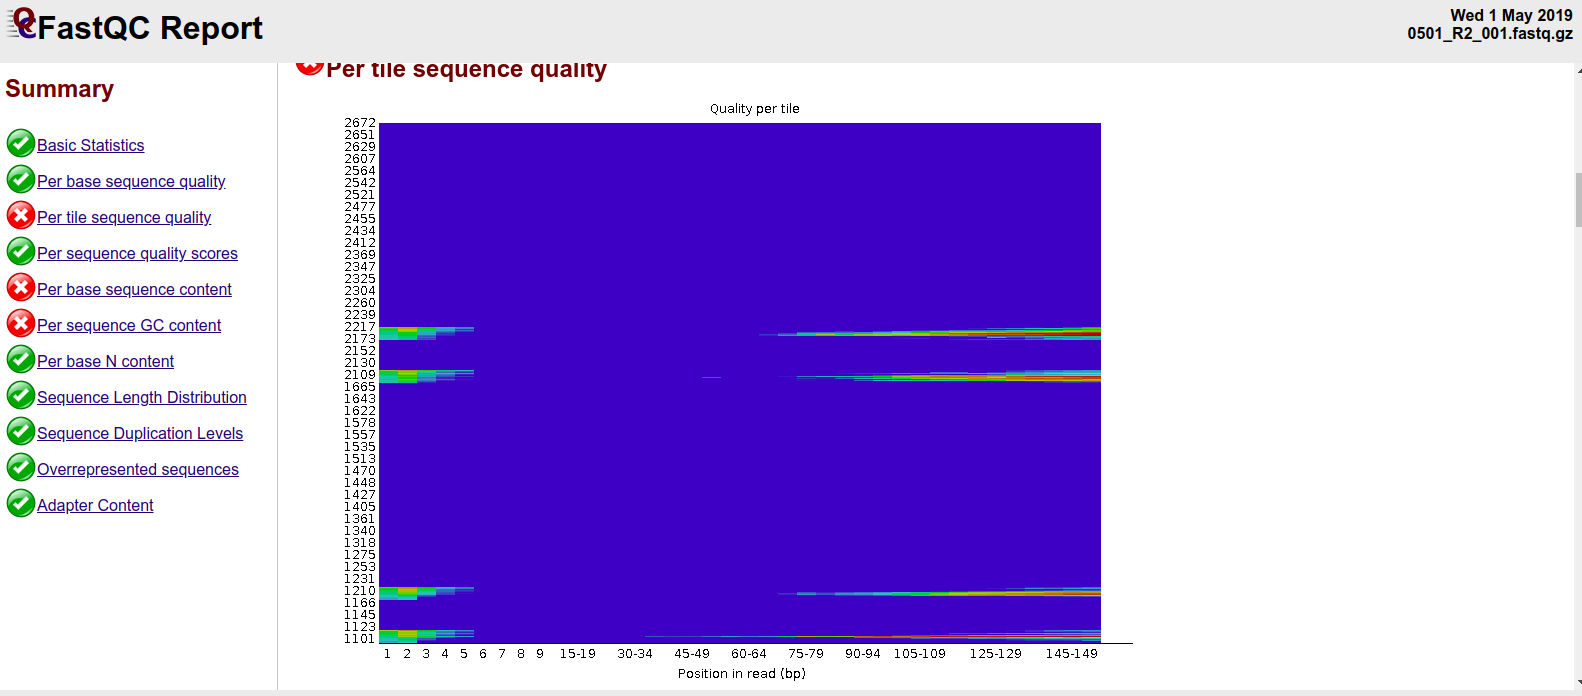 FastQC Report
Wed 1 May 2019
0501_R2_001.fastq.gz
Summary
Basic Statistics
Per base sequence quality
Per tile sequence quality
Per sequence quality scores
Per base sequence content
Per sequence GC content
Per base N content
Sequence Length Distribution
Sequence Duplication Levels
Overrepresented sequences
Adapter Content
Per tile sequence quality
Quality per tile
2672
2651
2629
2607
2564
2542
2521
2477
2455
2434
2412
2369
2347
2325
2304
2260
2239
2217
2173
2152
2130
2109
1665
1643
1622
1578
1557
1535
1513
1470
1448
1427
1405
1361
1340
1318
1275
1253
1231
1210
1166
1145
1123
1101
1 2 3 4 5 6 7 8 9 15-19 30-34 45-49 60-64 75-79 90-94 105-109 125-129 145-149
Position in read (bp)